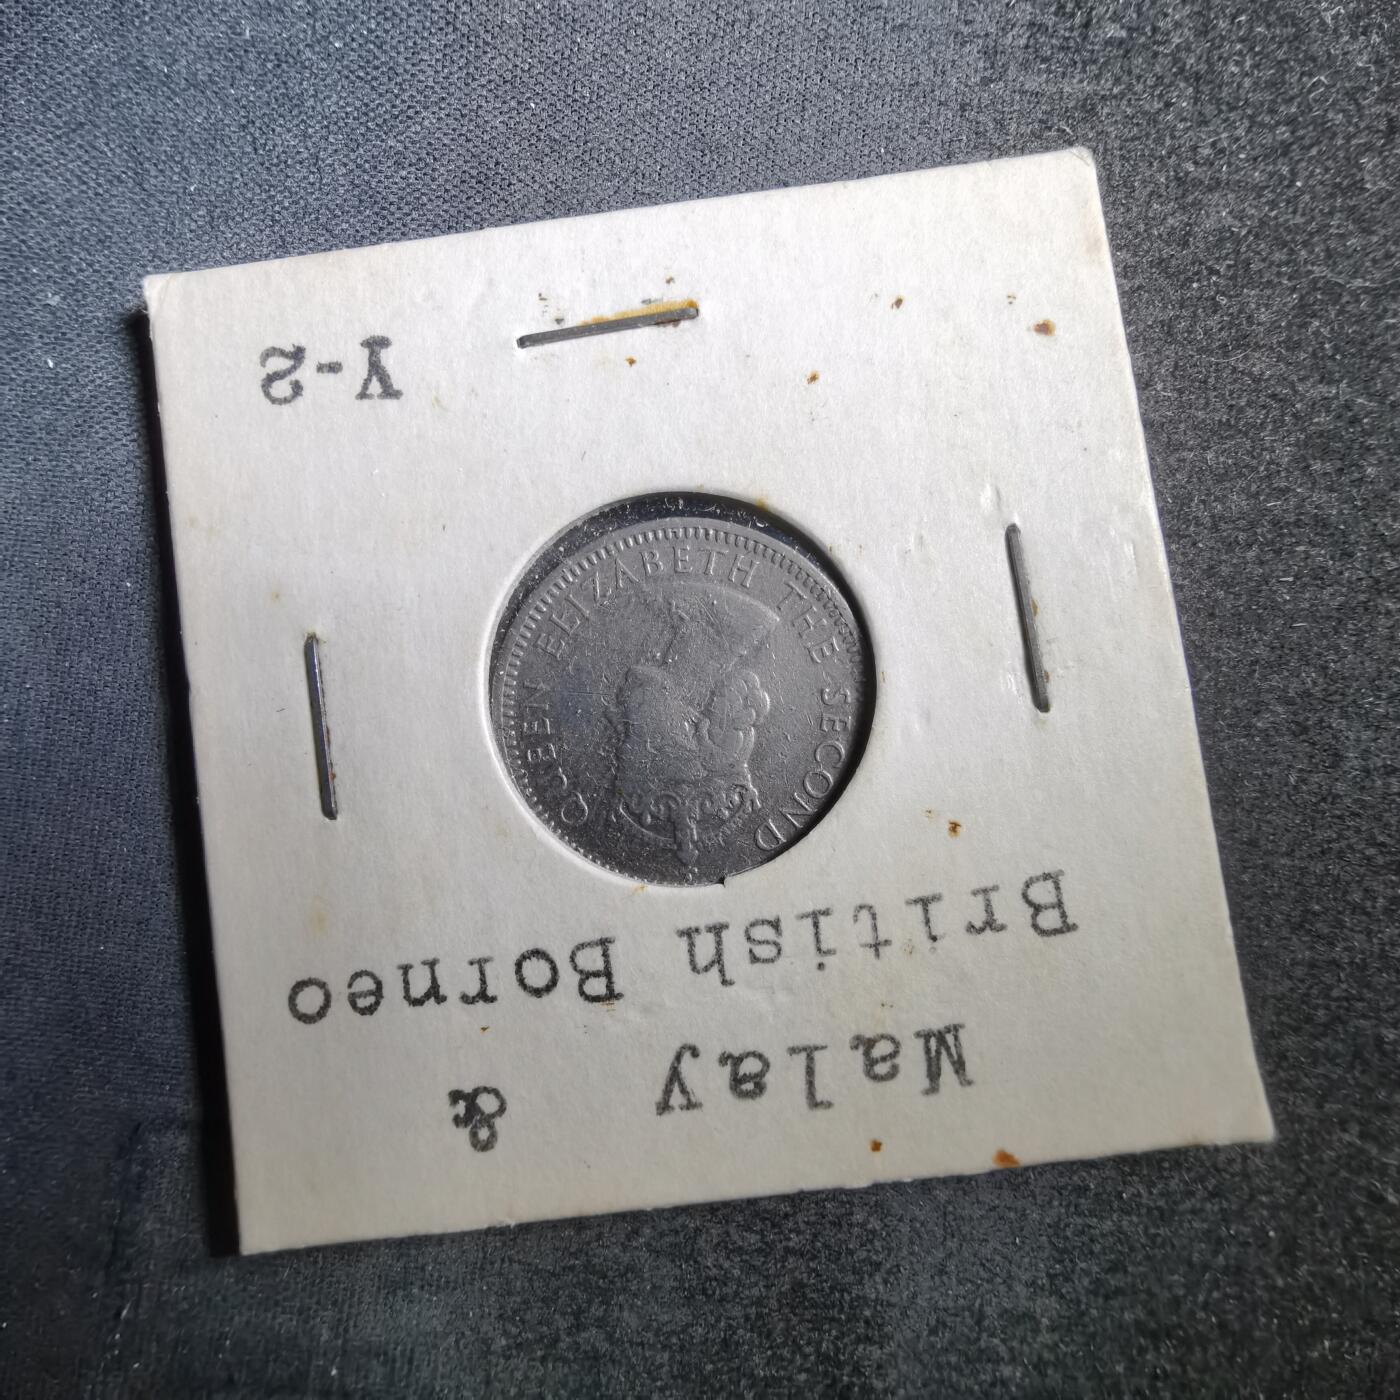 Malay &
British Borneo
QUEEN ELIZABETH THE SECOND
Y-2